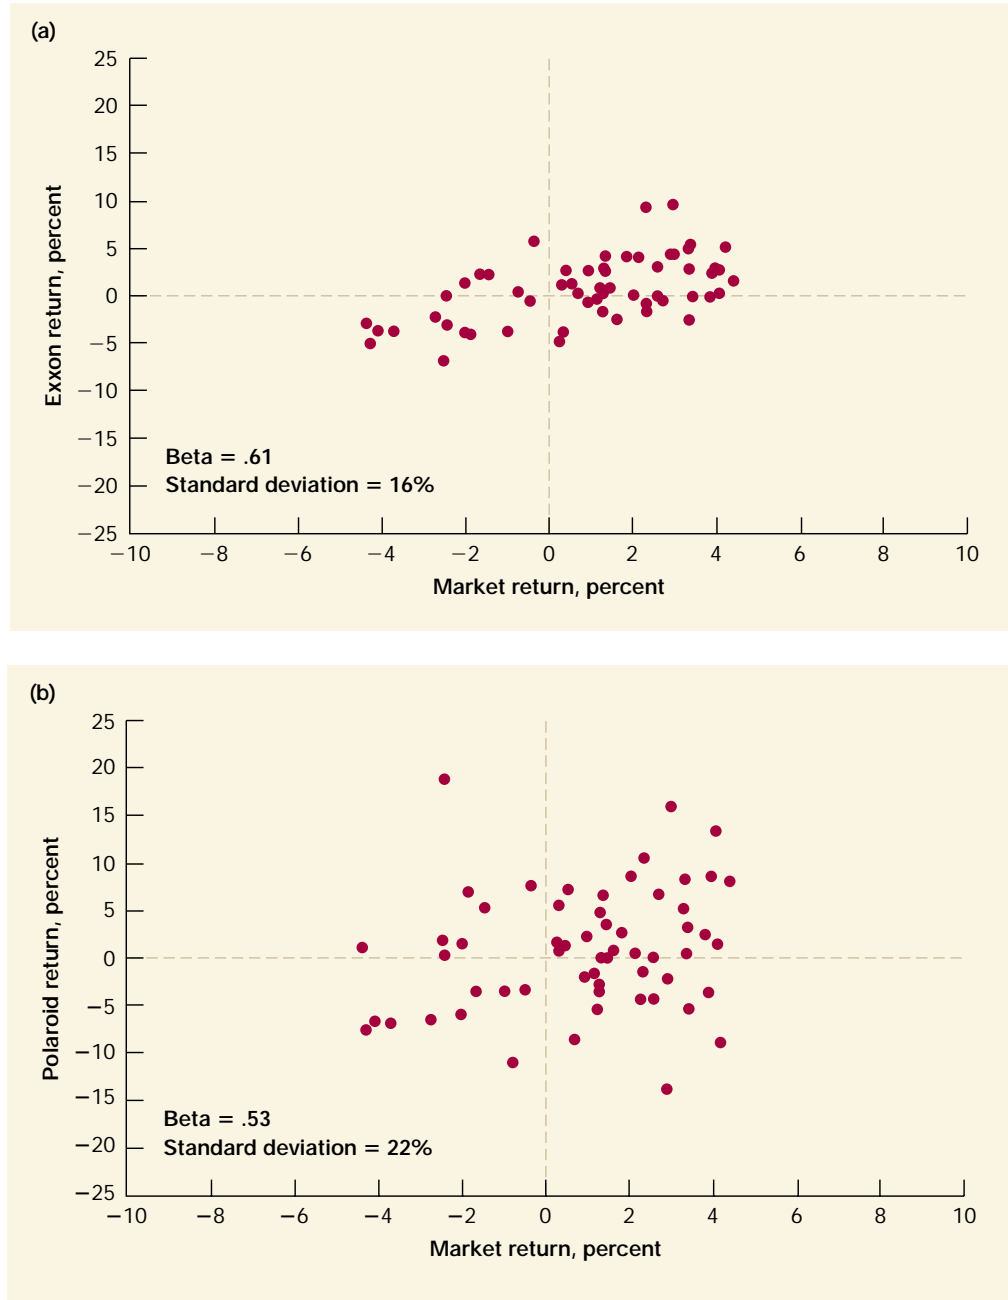 (a)
25
20
15
10
5
0
−5
−10
−15
−20
−25
Exxon return, percent
Beta = .61
Standard deviation = 16%
−10 −8 −6 −4 −2 0 2 4 6 8 10
Market return, percent
(b)
25
20
15
10
5
0
−5
−10
−15
−20
−25
Polaroid return, percent
Beta = .53
Standard deviation = 22%
−10 −8 −6 −4 −2 0 2 4 6 8 10
Market return, percent